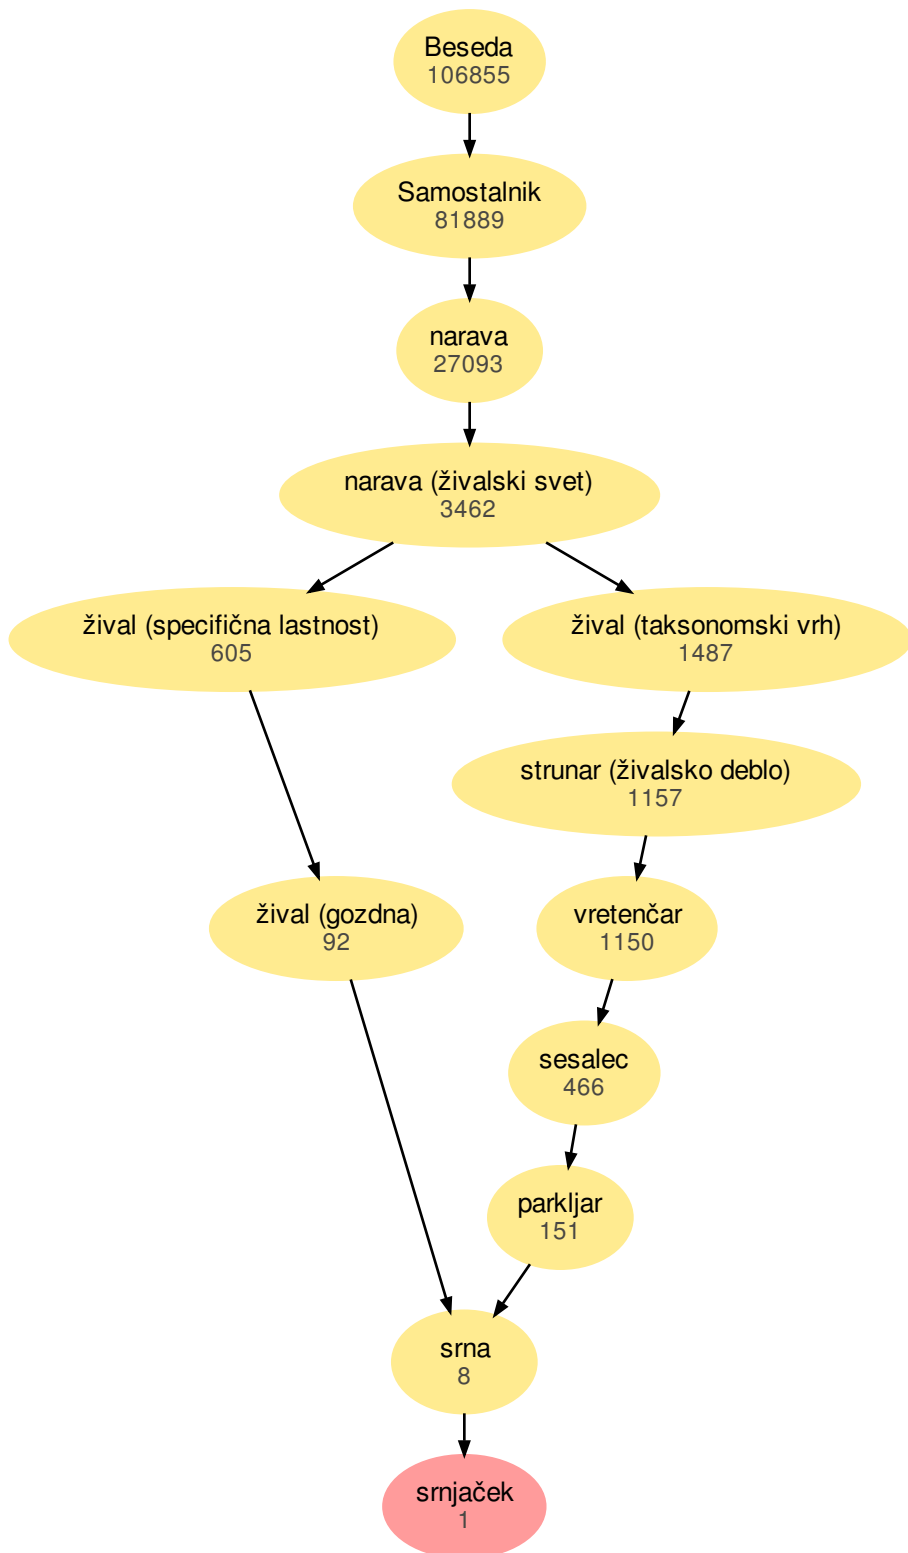 Beseda
106855
Samostalnik
81889
narava
27093
narava (živalski svet)
3462
žival (specifična lastnost)
605
žival (taksonomski vrh)
1487
strunar (živalsko deblo)
1157
žival (gozdna)
92
vretenčar
1150
sesalec
466
parkljar
151
srna
8
srnjaček
1